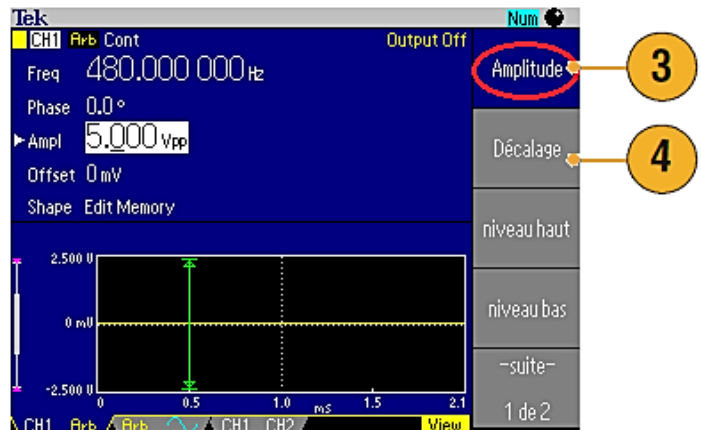 Tek
Num
CH1 Arb Cont
Output Off
Freq 480.000 000 Hz
Phase 0.0 °
Ampl 5.000 Vpp
Offset 0 mV
Shape Edit Memory
Amplitude
3
Décalage
4
niveau haut
niveau bas
-suite-
1 de 2
2.500 V
0 mV
-2.500 V
0 0.5 1.0 ms 1.5 2.1
CH1 Arb Arb CH1 CH2 View